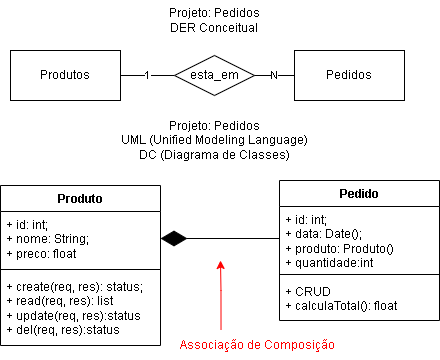 Projeto: Pedidos
DER Conceitual
Produtos
1
esta_em
N
Pedidos
Projeto: Pedidos
UML (Unified Modeling Language)
DC (Diagrama de Classes)
Produto
+ id: int;
+ nome: String;
+ preco: float
+ create(req, res): status;
+ read(req, res): list
+ update(req, res):status
+ del(req, res):status
Pedido
+ id: int;
+ data: Date();
+ produto: Produto()
+ quantidade:int
+ CRUD
+ calculaTotal(): float
Associação de Composição